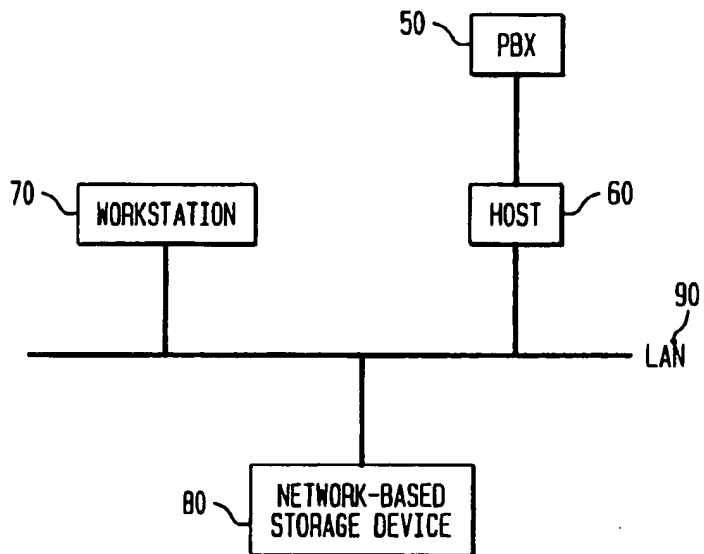 50
PBX
70
WORKSTATION
HOST
60
90
LAN
80
NETWORK-BASED
STORAGE DEVICE